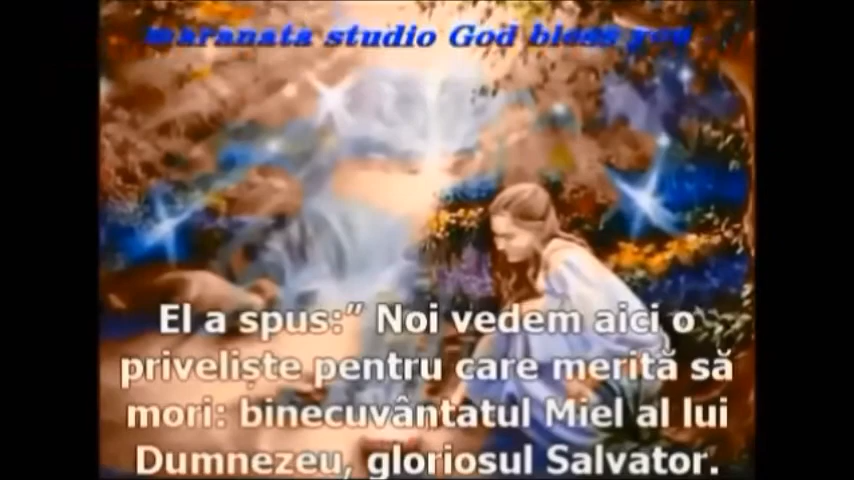 maranata studio God bless you
El a spus:” Noi vedem aici o
priveliște pentru care merită să
mori: binecuvântatul Miel al lui
Dumnezeu, gloriosul Salvator.